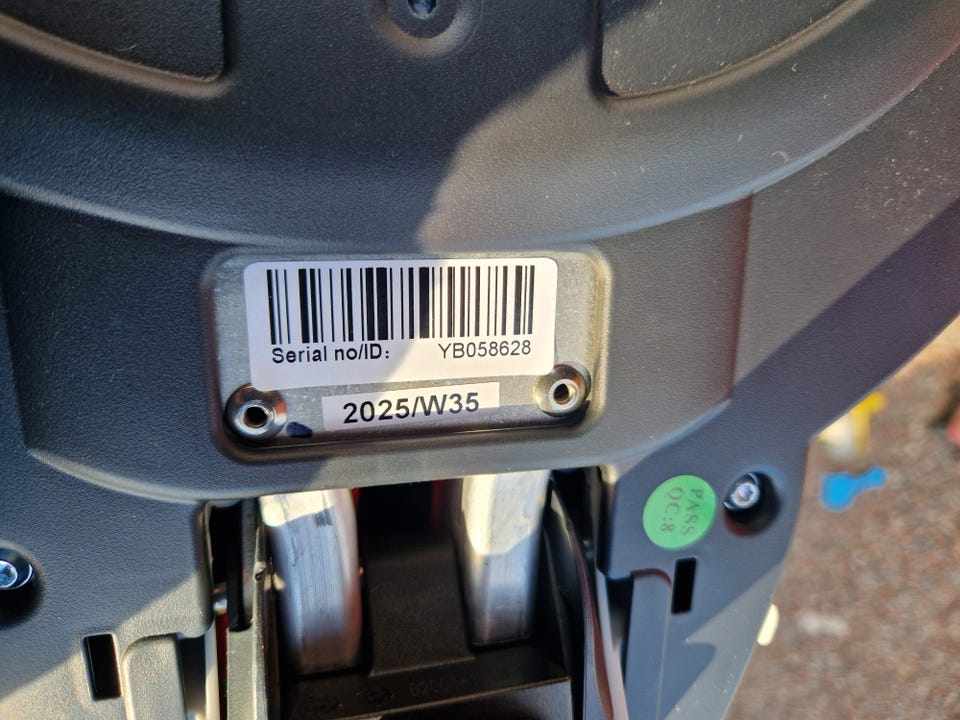 Serial no/ID: YB058628
2025/W35
PASS
QC:8